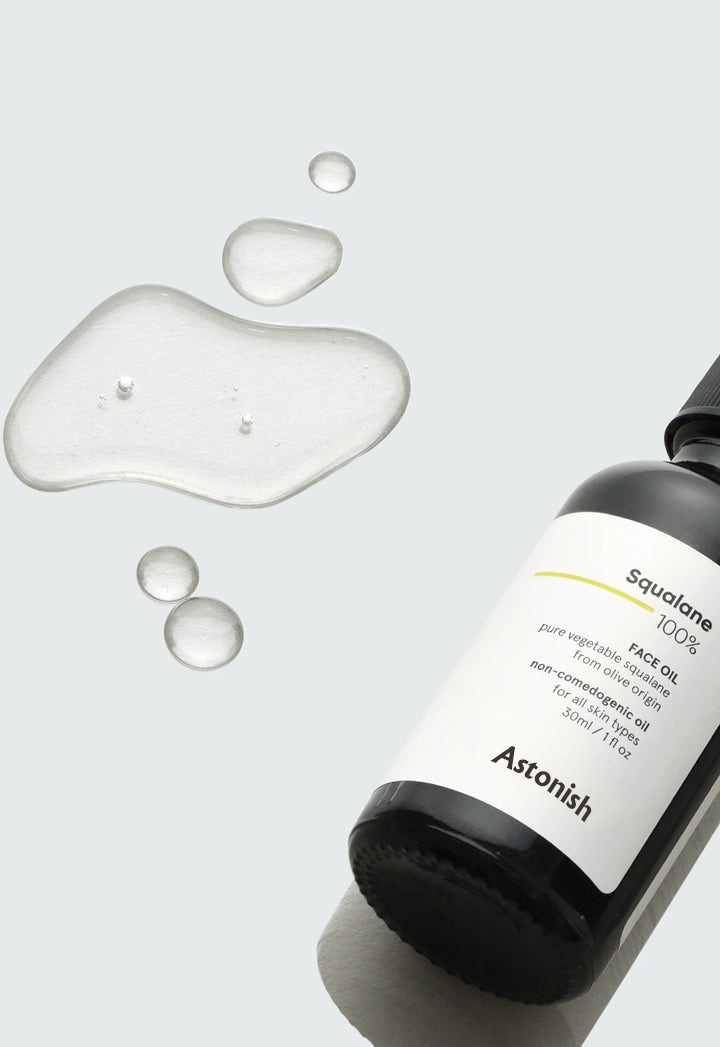 Squalane
100%
FACE OIL
pure vegetable squalane
from olive origin
non-comedogenic oil
for all skin types
30ml / 1 fl oz
Astonish